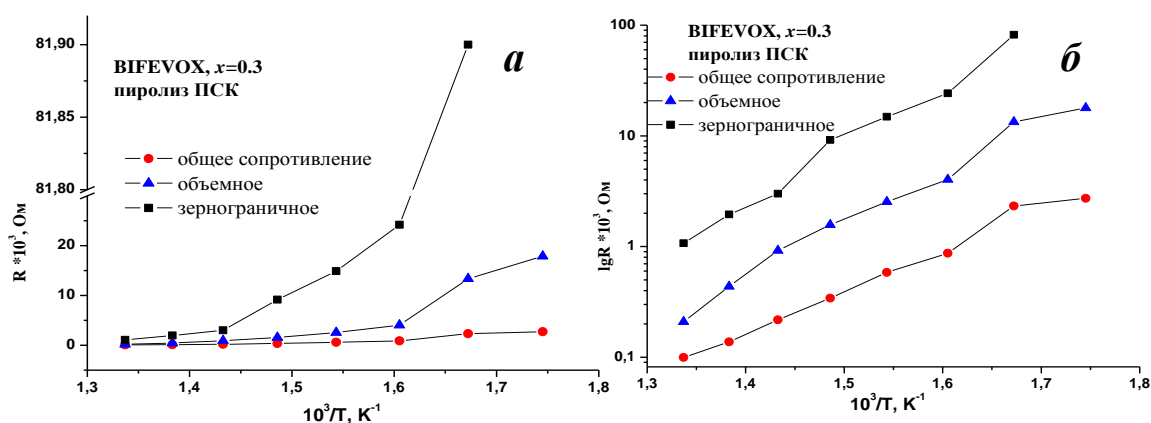 81,90
81,85
81,80
20
10
0
R *10³, Ом
BIFEVOX, x=0.3
пиролиз ПСК
а
общее сопротивление
объемное
зернограничное
1,3 1,4 1,5 1,6 1,7 1,8
10³/T, K⁻¹
100
10
1
0,1
lgR *10³, Ом
BIFEVOX, x=0.3
пиролиз ПСК
б
общее сопротивление
объемное
зернограничное
1,3 1,4 1,5 1,6 1,7 1,8
10³/T, K⁻¹